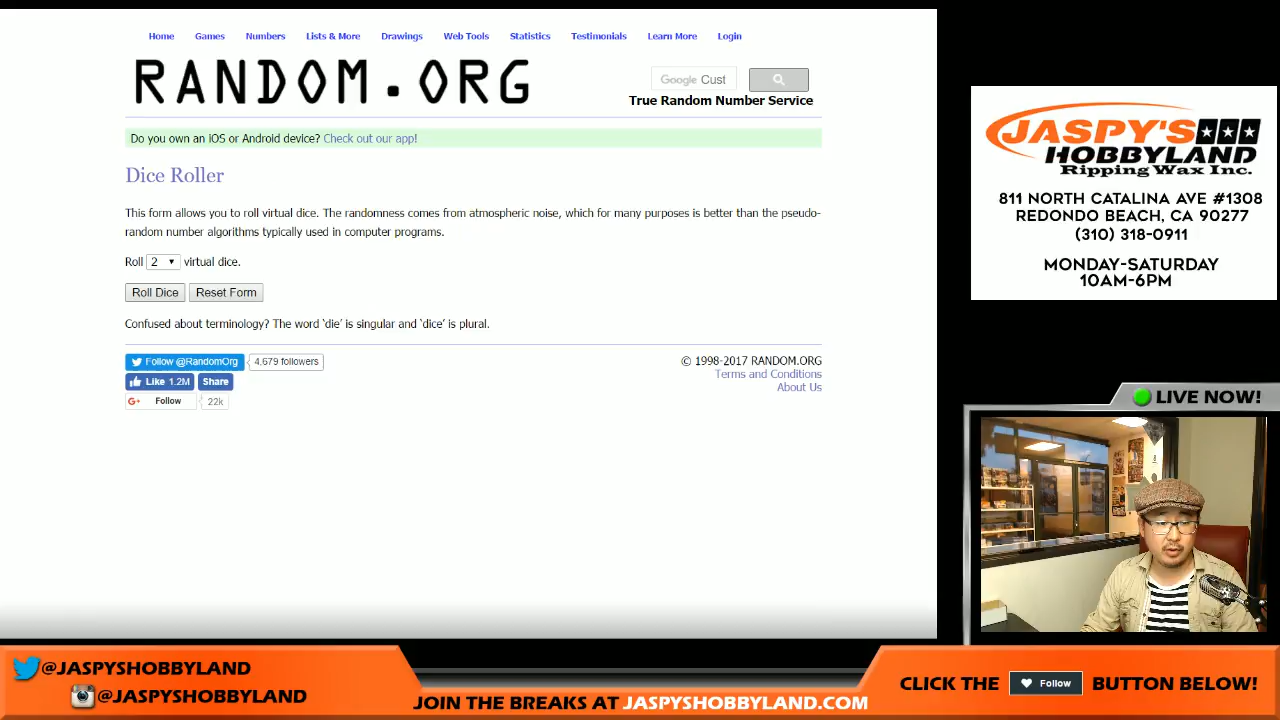 Home Games Numbers Lists & More Drawings Web Tools Statistics Testimonials Learn More Login
RANDOM.ORG
Google Cust
True Random Number Service
Do you own an iOS or Android device? Check out our app!
Dice Roller
This form allows you to roll virtual dice. The randomness comes from atmospheric noise, which for many purposes is better than the pseudo-
random number algorithms typically used in computer programs.
Roll 2 virtual dice.
Roll Dice Reset Form
Confused about terminology? The word ‘die’ is singular and ‘dice’ is plural.
Follow @RandomOrg 4,679 followers
Like 1.2M Share
G+ Follow 22k
© 1998-2017 RANDOM.ORG
Terms and Conditions
About Us
JASPY'S
HOBBYLAND
Ripping Wax Inc.
811 NORTH CATALINA AVE #1308
REDONDO BEACH, CA 90277
(310) 318-0911
MONDAY-SATURDAY
10AM-6PM
LIVE NOW!
@JASPYSHOBBYLAND
@JASPYSHOBBYLAND
JOIN THE BREAKS AT JASPYSHOBBYLAND.COM
CLICK THE Follow BUTTON BELOW!